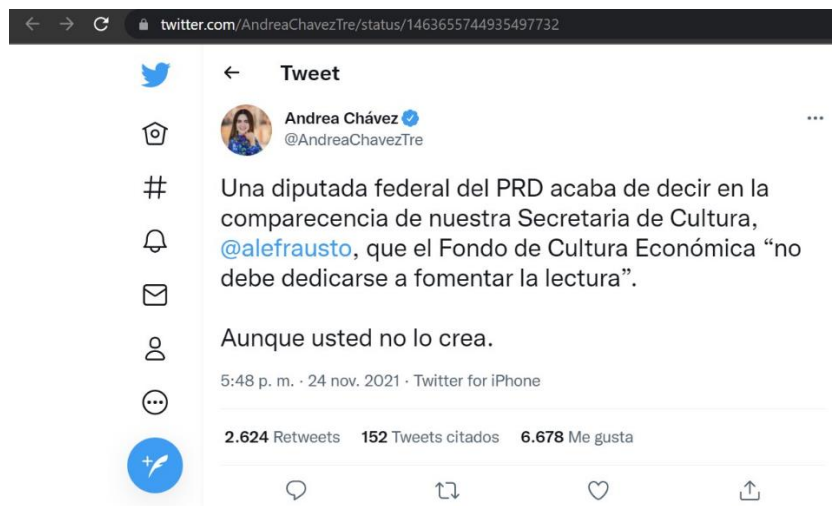 twitter.com/AndreaChavezTre/status/1463655744935497732
Tweet
Andrea Chávez
@AndreaChavezTre
Una diputada federal del PRD acaba de decir en la
comparecencia de nuestra Secretaria de Cultura,
@alefrausto, que el Fondo de Cultura Económica “no
debe dedicarse a fomentar la lectura”.
Aunque usted no lo crea.
5:48 p. m. · 24 nov. 2021 · Twitter for iPhone
2.624 Retweets 152 Tweets citados 6.678 Me gusta